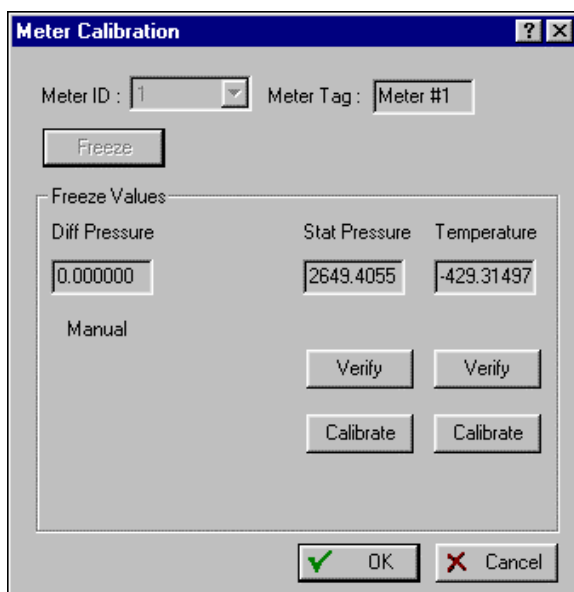 Meter Calibration
Meter ID : 1 Meter Tag : Meter #1
Freeze
Freeze Values
Diff Pressure Stat Pressure Temperature
0.000000 2649.4055 -429.31497
Manual
Verify Verify
Calibrate Calibrate
OK Cancel